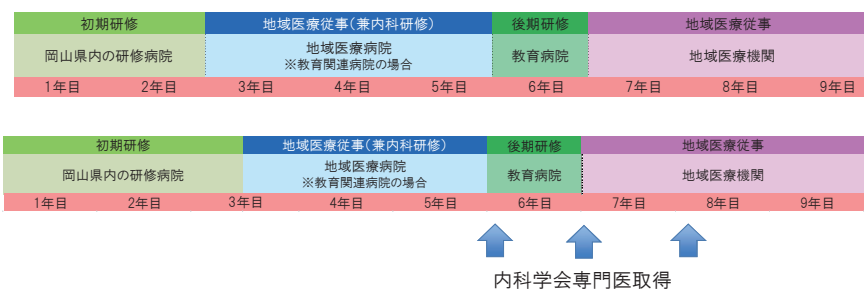 初期研修 地域医療従事(兼内科研修) 後期研修 地域医療従事
岡山県内の研修病院 地域医療病院 教育病院 地域医療機関
※教育関連病院の場合
1年目 2年目 3年目 4年目 5年目 6年目 7年目 8年目 9年目
初期研修 地域医療従事(兼内科研修) 後期研修 地域医療従事
岡山県内の研修病院 地域医療病院 教育病院 地域医療機関
※教育関連病院の場合
1年目 2年目 3年目 4年目 5年目 6年目 7年目 8年目 9年目
内科学会専門医取得